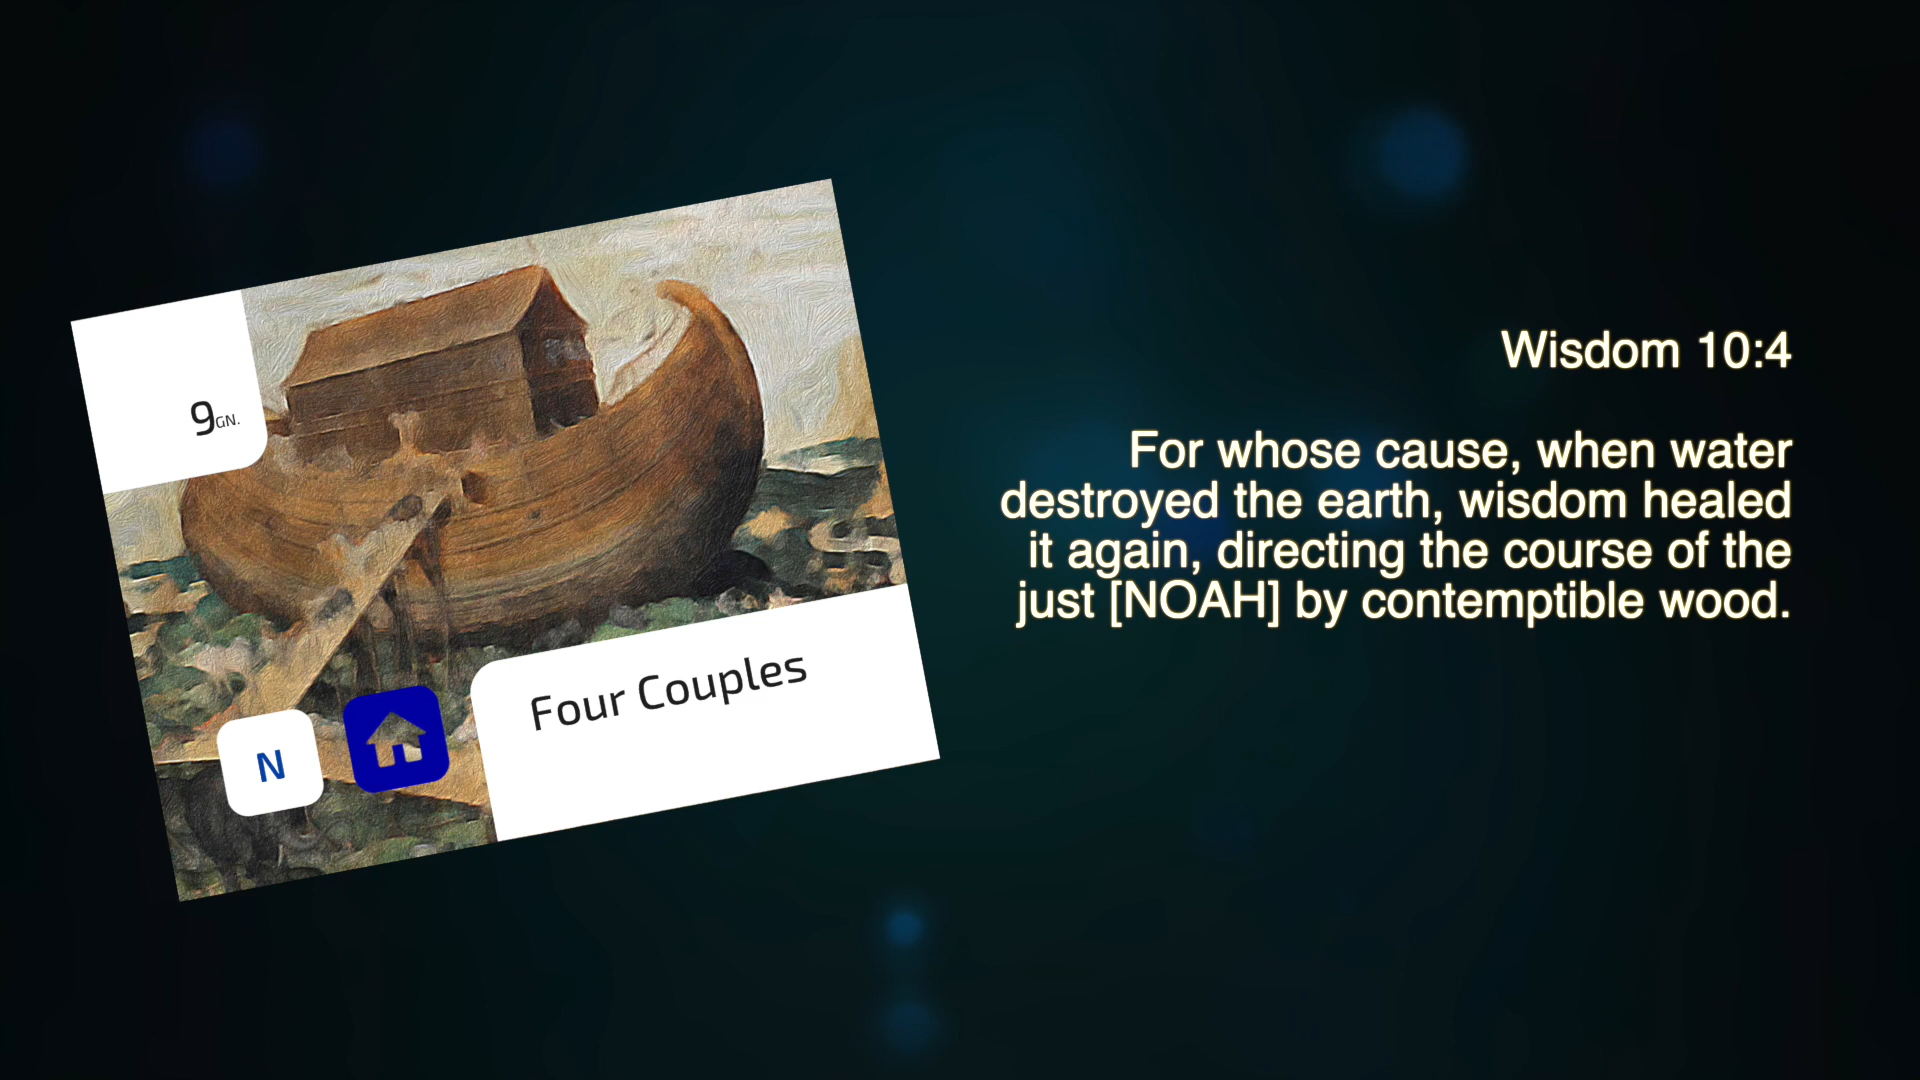 9GN.
N
Four Couples
Wisdom 10:4
For whose cause, when water
destroyed the earth, wisdom healed
it again, directing the course of the
just [NOAH] by contemptible wood.